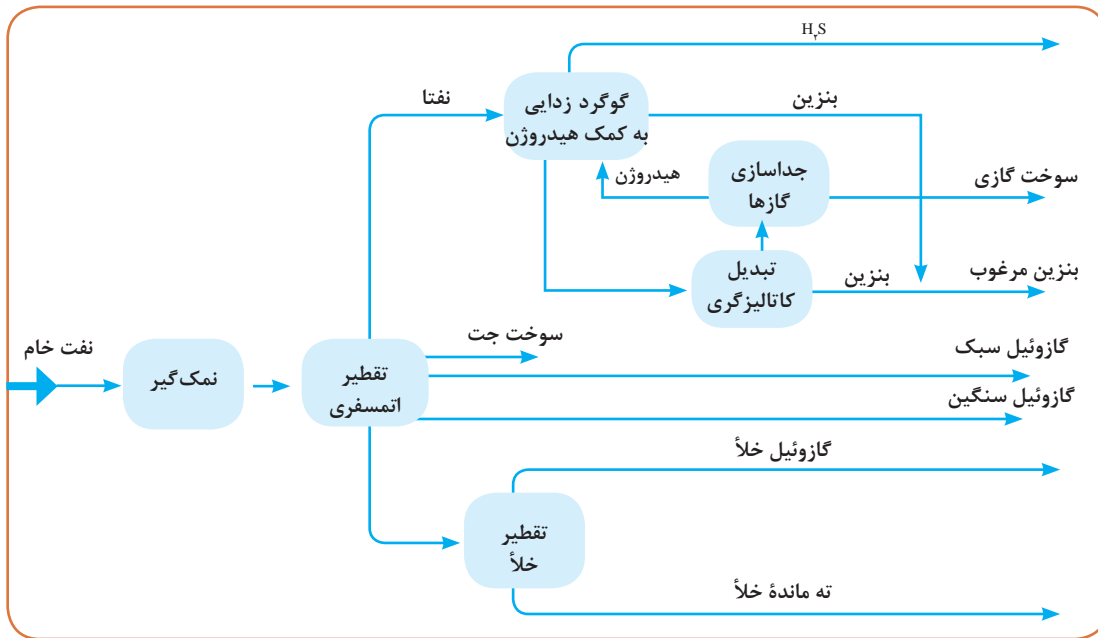 H۲S
نفتا
گوگرد زدایی
به کمک هیدروژن
بنزین
هیدروژن
جداسازی
گازها
سوخت گازی
تبدیل
کاتالیزگری
بنزین
بنزین مرغوب
نفت خام
نمک‌گیر
تقطیر
اتمسفری
سوخت جت
گازوئیل سبک
گازوئیل سنگین
گازوئیل خلأ
تقطیر
خلأ
ته ماندهٔ خلأ